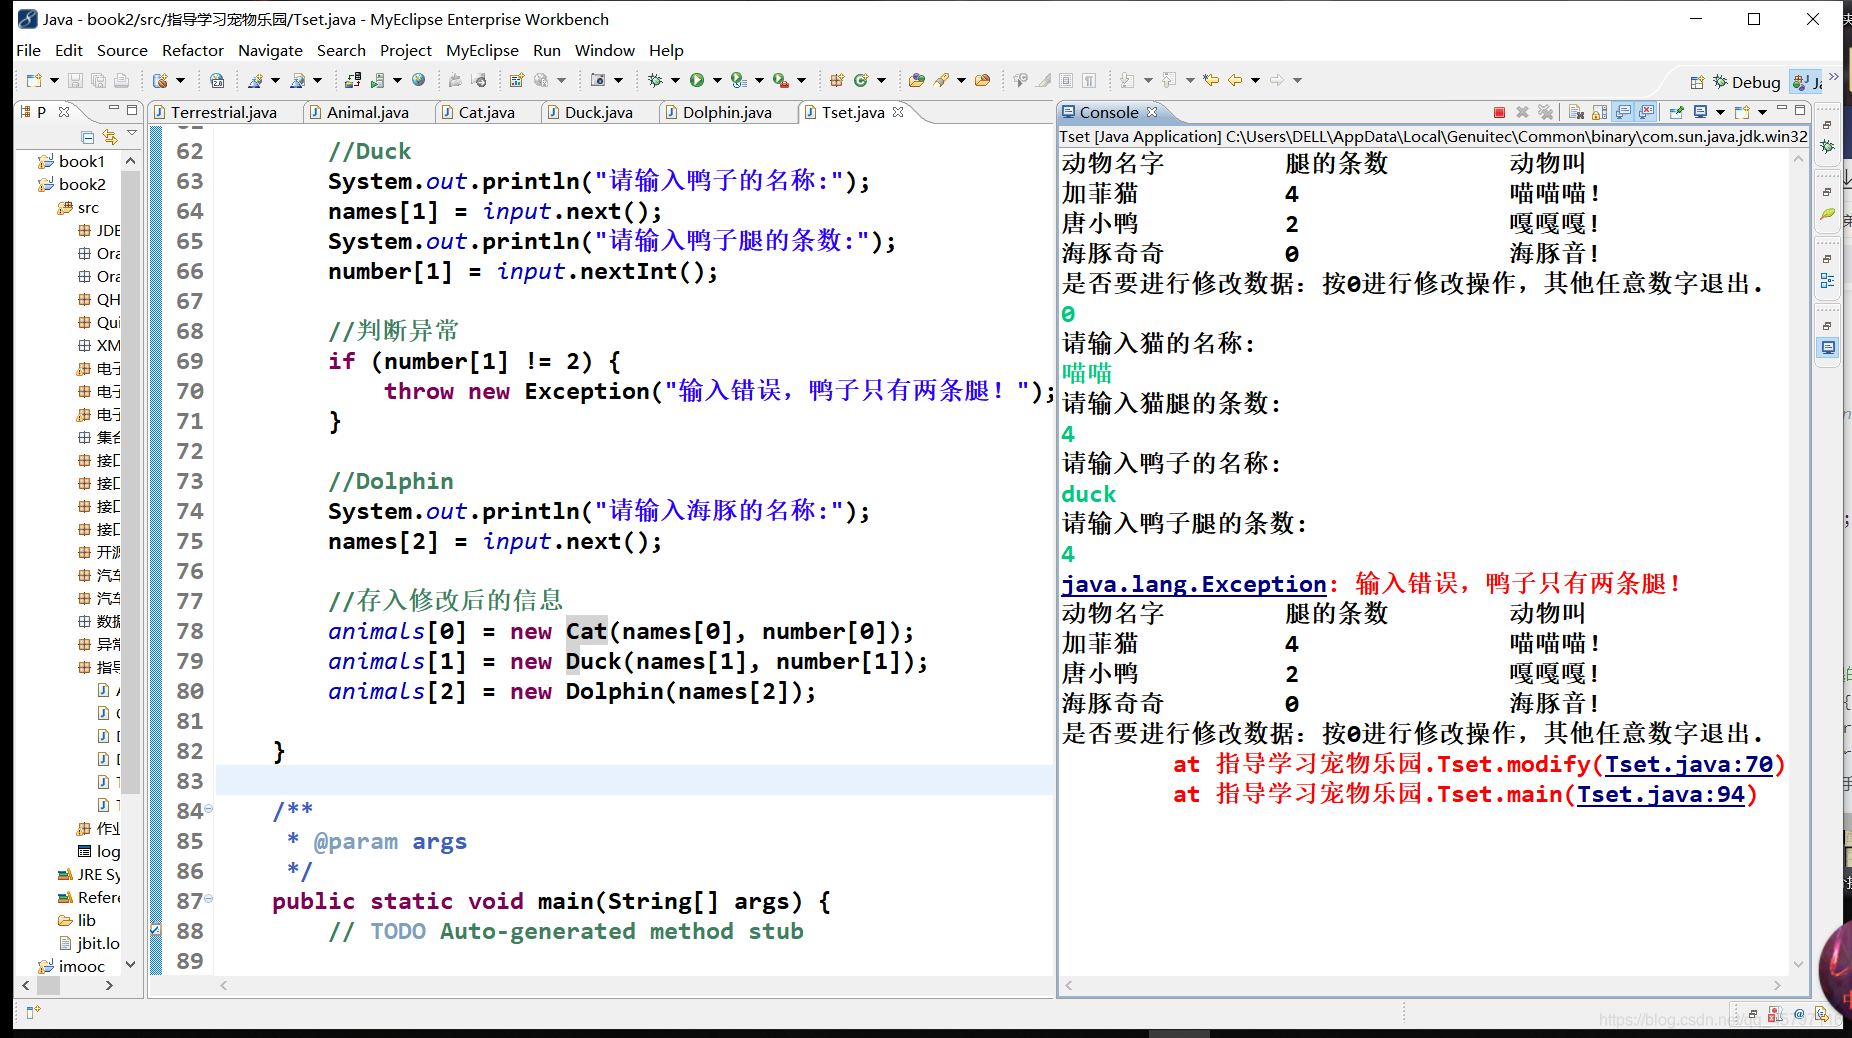 Java - book2/src/指导学习宠物乐园/Tset.java - MyEclipse Enterprise Workbench
File Edit Source Refactor Navigate Search Project MyEclipse Run Window Help
Debug
P
book1
book2
src
JDE
Ora
Ora
QH
Qui
XM
电子
电子
电子
集合
接口
接口
接口
接口
开源
汽车
汽车
数据
异常
指导
作业
log
JRE Sy
Refere
lib
jbit.lo
imooc
Terrestrial.java Animal.java Cat.java Duck.java Dolphin.java Tset.java
62 //Duck
63 System.out.println("请输入鸭子的名称:");
64 names[1] = input.next();
65 System.out.println("请输入鸭子腿的条数:");
66 number[1] = input.nextInt();
67
68 //判断异常
69 if (number[1] != 2) {
70 throw new Exception("输入错误，鸭子只有两条腿！");
71 }
72
73 //Dolphin
74 System.out.println("请输入海豚的名称:");
75 names[2] = input.next();
76
77 //存入修改后的信息
78 animals[0] = new Cat(names[0], number[0]);
79 animals[1] = new Duck(names[1], number[1]);
80 animals[2] = new Dolphin(names[2]);
81
82 }
83
84 /**
85 * @param args
86 */
87 public static void main(String[] args) {
88 // TODO Auto-generated method stub
89
Console
Tset [Java Application] C:\Users\DELL\AppData\Local\Genuitec\Common\binary\com.sun.java.jdk.win32
动物名字 腿的条数 动物叫
加菲猫 4 喵喵喵！
唐小鸭 2 嘎嘎嘎！
海豚奇奇 0 海豚音！
是否要进行修改数据：按0进行修改操作，其他任意数字退出．
0
请输入猫的名称：
喵喵
请输入猫腿的条数：
4
请输入鸭子的名称：
duck
请输入鸭子腿的条数：
4
java.lang.Exception: 输入错误，鸭子只有两条腿！
动物名字 腿的条数 动物叫
加菲猫 4 喵喵喵！
唐小鸭 2 嘎嘎嘎！
海豚奇奇 0 海豚音！
是否要进行修改数据：按0进行修改操作，其他任意数字退出．
at 指导学习宠物乐园.Tset.modify(Tset.java:70)
at 指导学习宠物乐园.Tset.main(Tset.java:94)